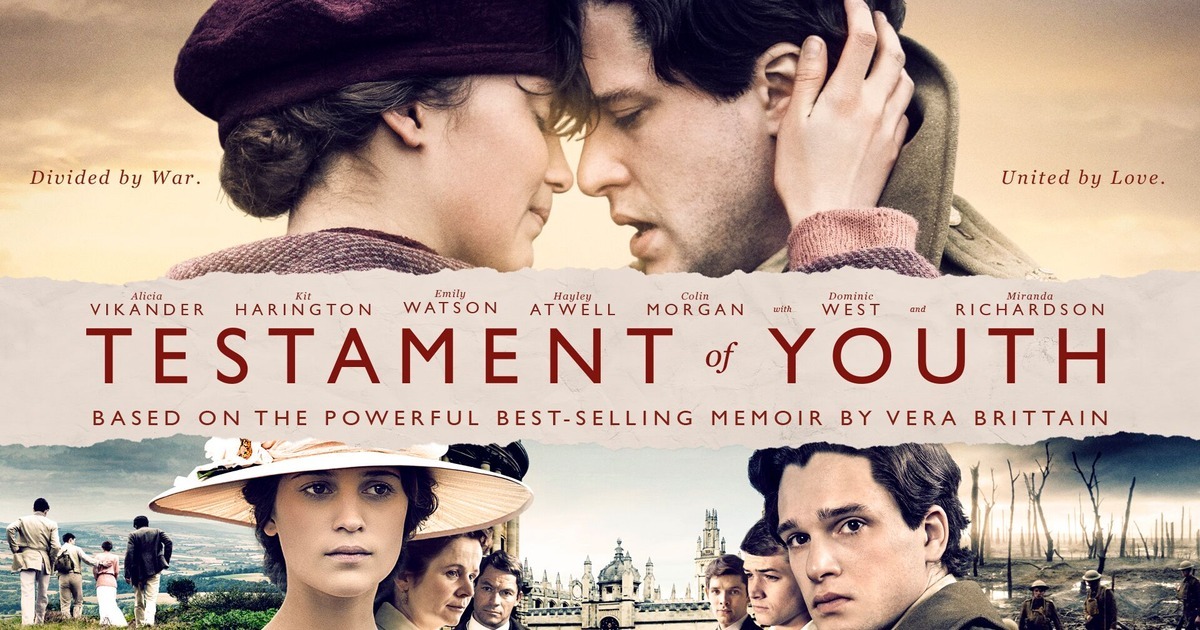 Divided by War.
United by Love.
Alicia VIKANDER Kit HARINGTON Emily WATSON Hayley ATWELL Colin MORGAN with Dominic WEST and Miranda RICHARDSON
TESTAMENT of YOUTH
BASED ON THE POWERFUL BEST-SELLING MEMOIR BY VERA BRITTAIN